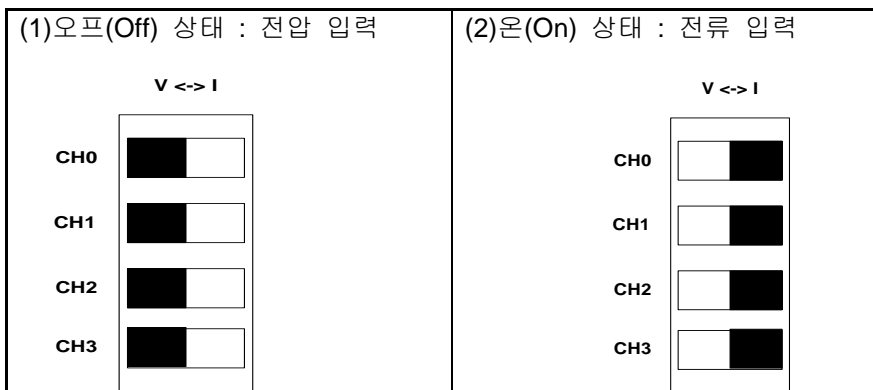 (1)오프(Off) 상태 : 전압 입력
V <-> I
CH0
CH1
CH2
CH3
(2)온(On) 상태 : 전류 입력
V <-> I
CH0
CH1
CH2
CH3